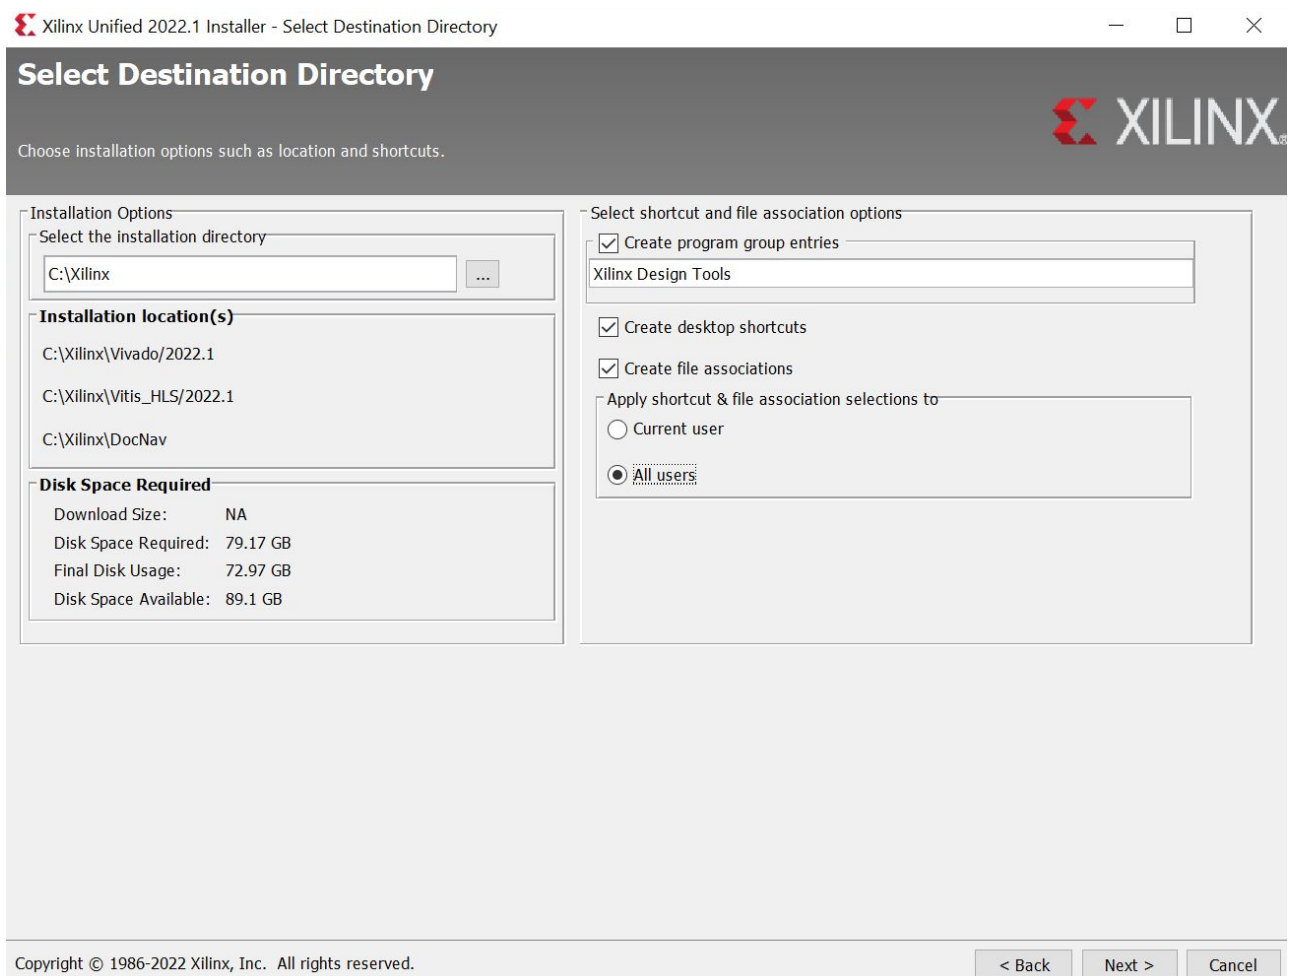 Xilinx Unified 2022.1 Installer - Select Destination Directory
Select Destination Directory
XILINX®
Choose installation options such as location and shortcuts.
Installation Options
Select the installation directory
C:\Xilinx
...
Installation location(s)
C:\Xilinx\Vivado/2022.1
C:\Xilinx\Vitis_HLS/2022.1
C:\Xilinx\DocNav
Disk Space Required
Download Size: NA
Disk Space Required: 79.17 GB
Final Disk Usage: 72.97 GB
Disk Space Available: 89.1 GB
Select shortcut and file association options
Create program group entries
Xilinx Design Tools
Create desktop shortcuts
Create file associations
Apply shortcut & file association selections to
Current user
All users
Copyright © 1986-2022 Xilinx, Inc. All rights reserved.
< Back Next > Cancel